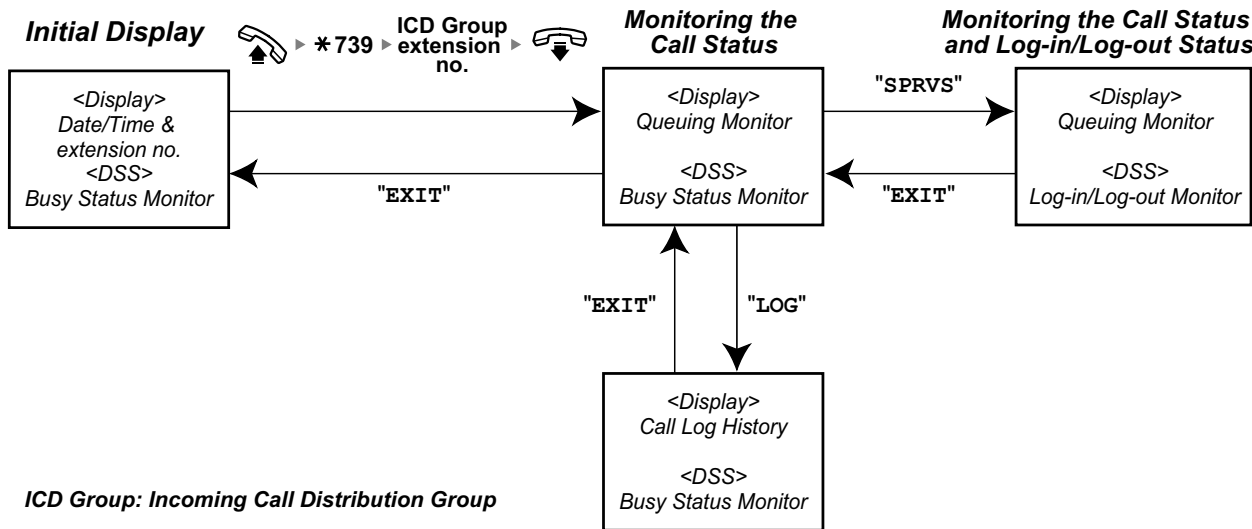 Initial Display
*739
ICD Group
extension
no.
Monitoring the
Call Status
Monitoring the Call Status
and Log-in/Log-out Status
<Display>
Date/Time &
extension no.
<DSS>
Busy Status Monitor
"EXIT"
<Display>
Queuing Monitor
<DSS>
Busy Status Monitor
"SPRVS"
"EXIT"
<Display>
Queuing Monitor
<DSS>
Log-in/Log-out Monitor
"EXIT"
"LOG"
<Display>
Call Log History
<DSS>
Busy Status Monitor
ICD Group: Incoming Call Distribution Group